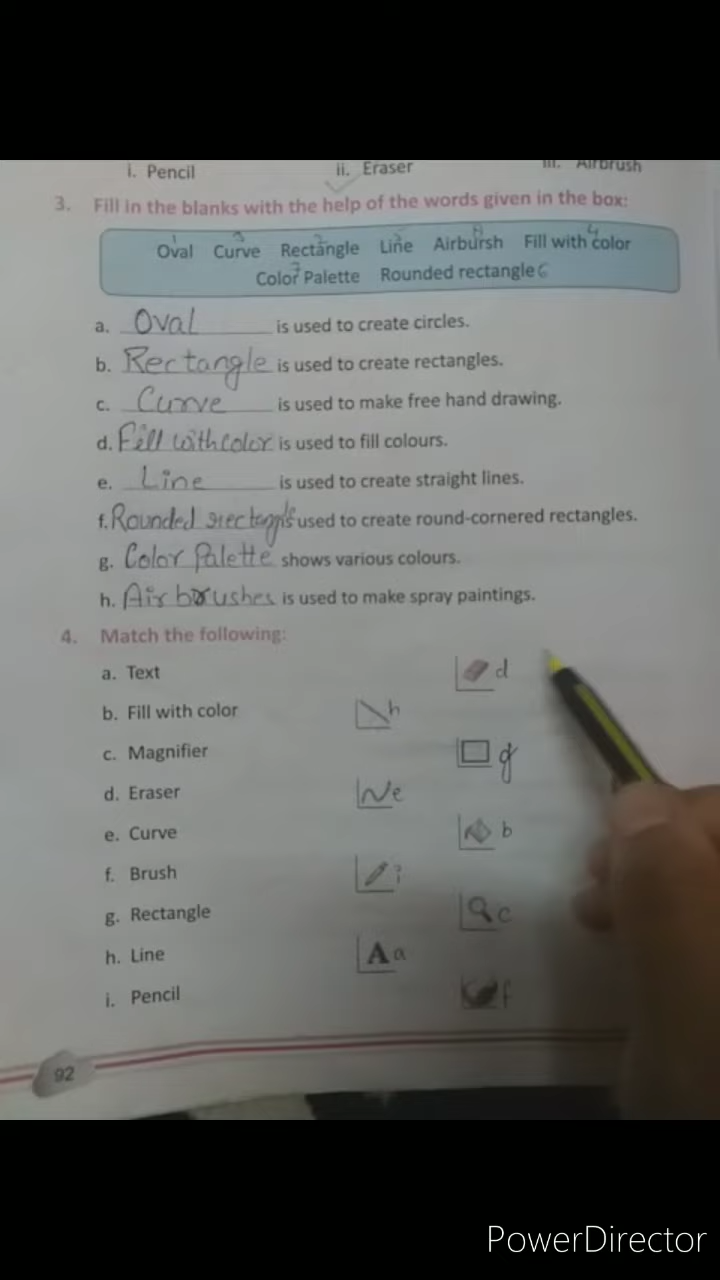 i. Pencil ii. Eraser iii. Airbrush
3. Fill in the blanks with the help of the words given in the box:
Oval Curve Rectangle Line Airbursh Fill with color
Color Palette Rounded rectangle
a. Oval is used to create circles.
b. Rectangle is used to create rectangles.
c. Curve is used to make free hand drawing.
d. Fill with color is used to fill colours.
e. Line is used to create straight lines.
f. Rounded rectangle is used to create round-cornered rectangles.
g. Color Palette shows various colours.
h. Air brushes is used to make spray paintings.
4. Match the following:
a. Text d
b. Fill with color h
c. Magnifier g
d. Eraser e
e. Curve b
f. Brush i
g. Rectangle c
h. Line A a
i. Pencil f
92
PowerDirector